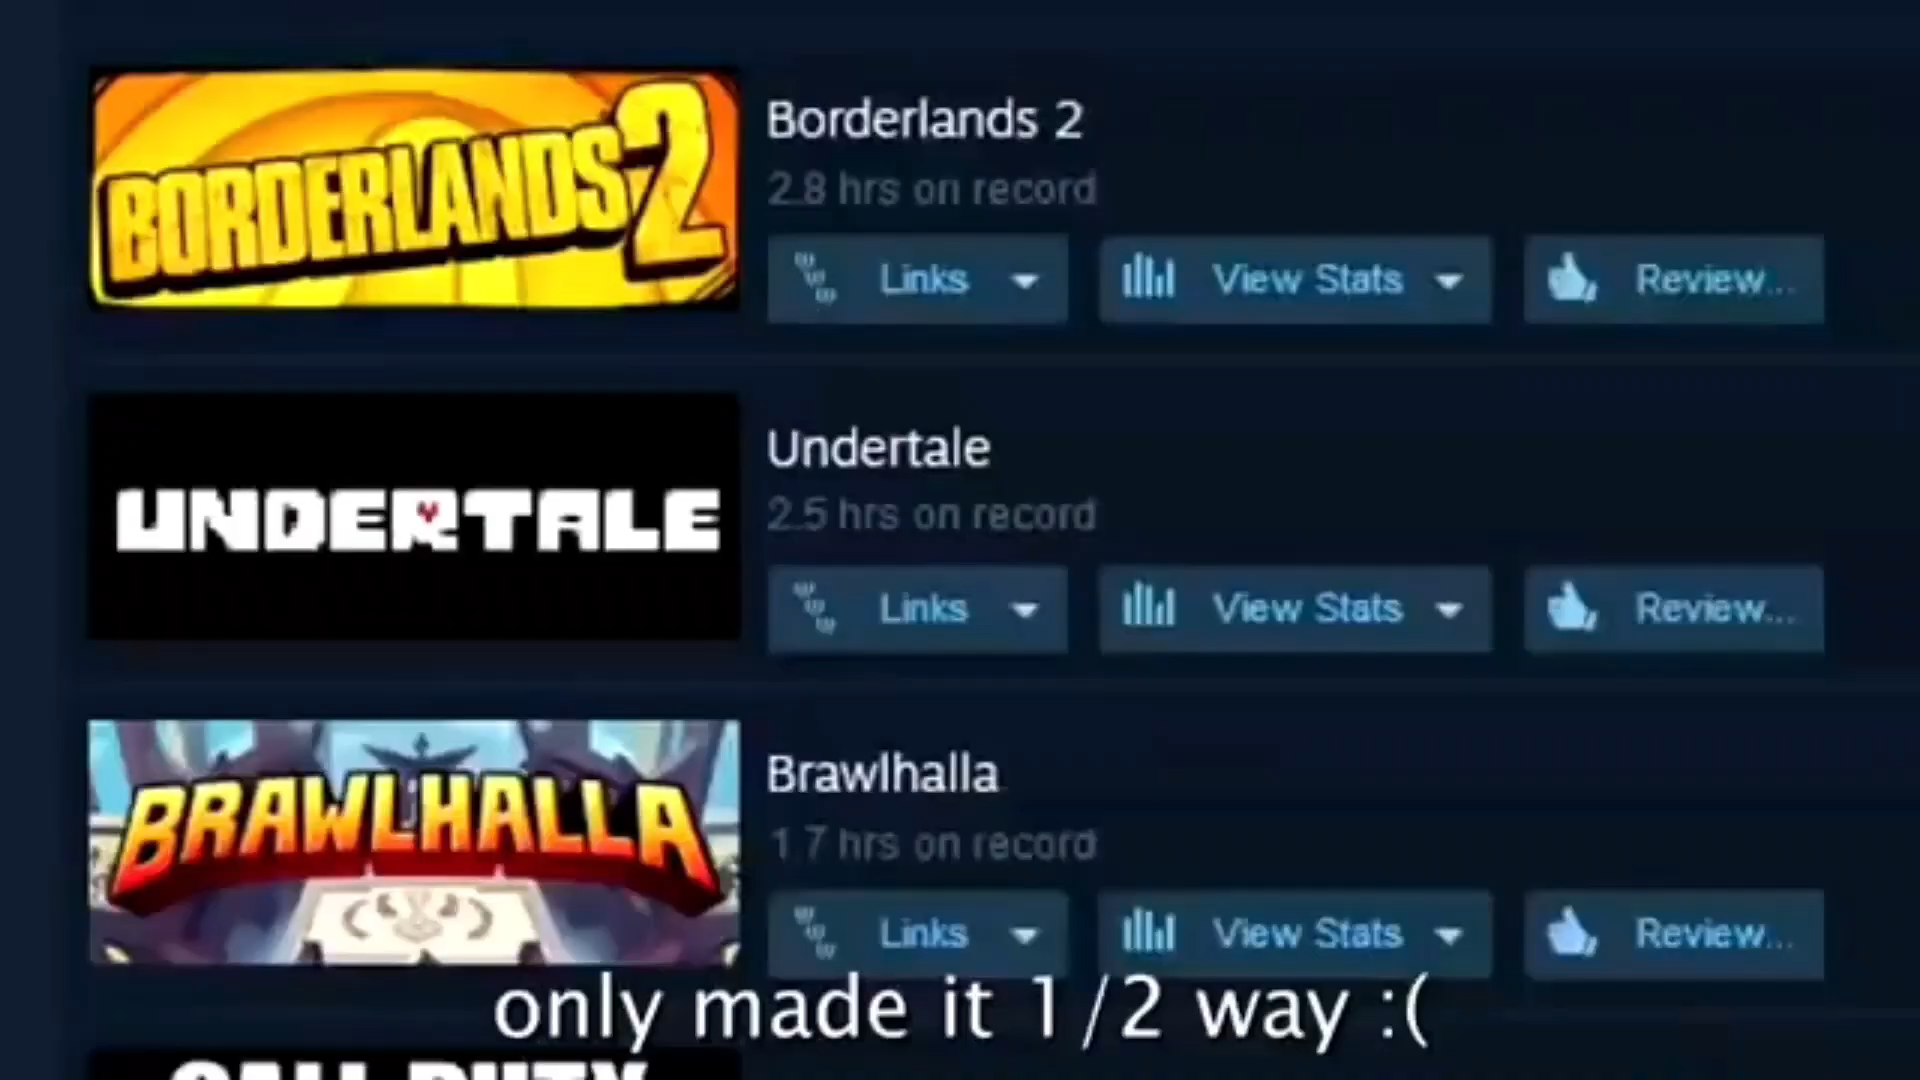 BORDERLANDS 2
Borderlands 2
2.8 hrs on record
Links
View Stats
Review...
UNDERTALE
Undertale
2.5 hrs on record
Links
View Stats
Review...
BRAWLHALLA
Brawlhalla
1 7 hrs on record
Links
View Stats
Review...
only made it 1/2 way :(
CALL DUTY